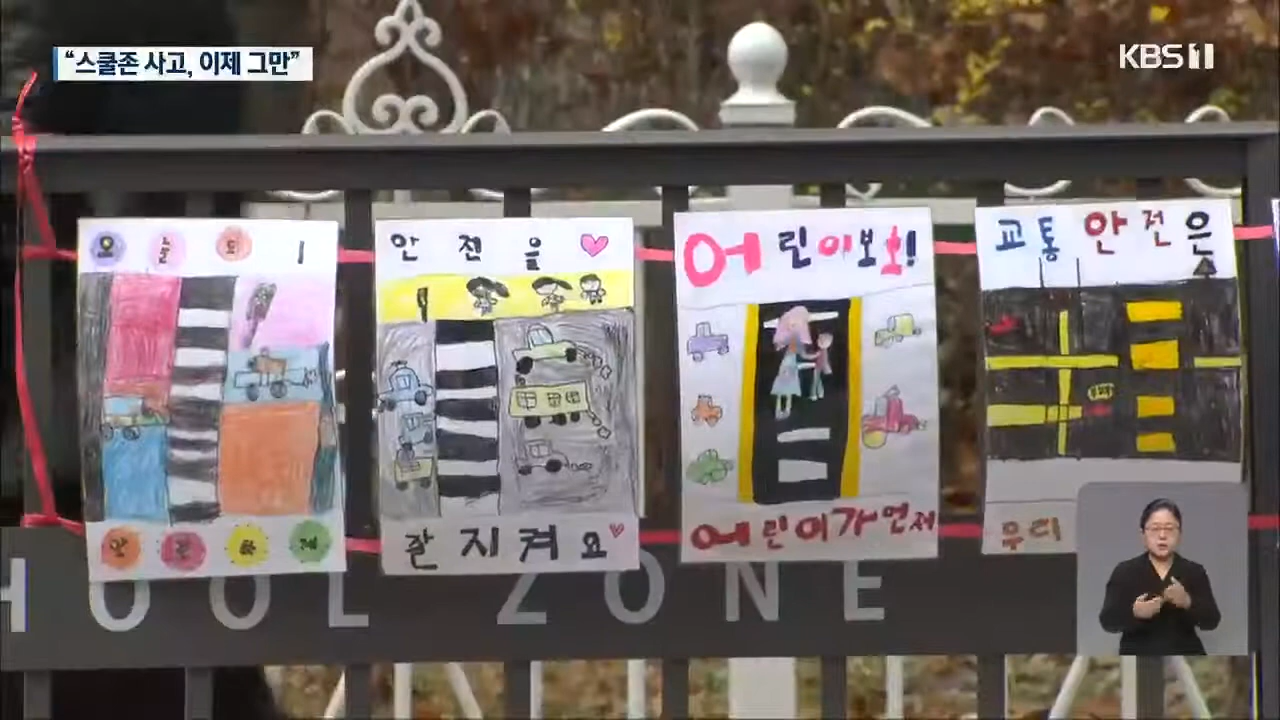 “스쿨존 사고, 이제 그만”
KBS 1
오늘도!
안전하게
안전을
잘 지켜요
어린이보호!
어린이가먼저
교통안전은
우리
HOOL ZONE